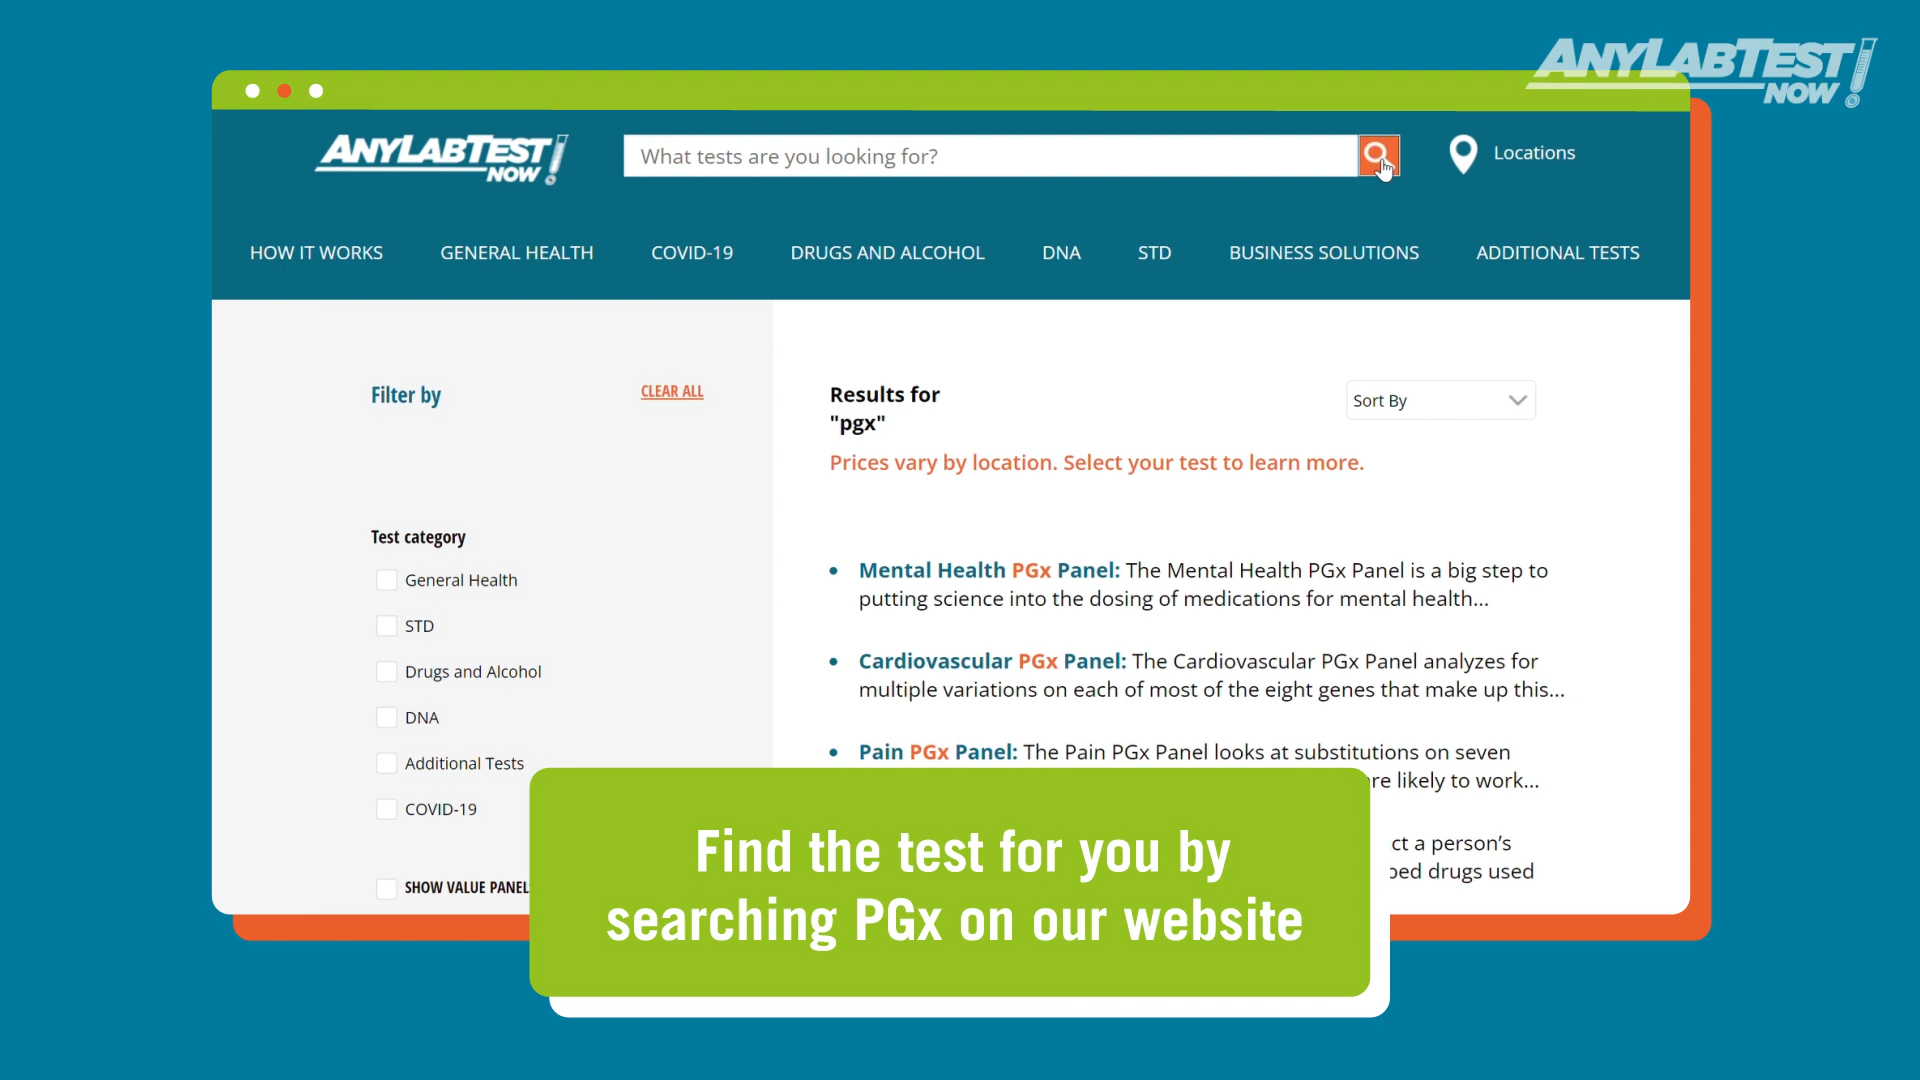 ANYLABTEST!
NOW
ANYLABTEST!
NOW
What tests are you looking for?
Locations
HOW IT WORKS
GENERAL HEALTH
COVID-19
DRUGS AND ALCOHOL
DNA
STD
BUSINESS SOLUTIONS
ADDITIONAL TESTS
Filter by
CLEAR ALL
Test category
General Health
STD
Drugs and Alcohol
DNA
Additional Tests
COVID-19
SHOW VALUE PANEL
Results for
"pgx"
Sort By
Prices vary by location. Select your test to learn more.
• Mental Health PGx Panel: The Mental Health PGx Panel is a big step to
putting science into the dosing of medications for mental health...
• Cardiovascular PGx Panel: The Cardiovascular PGx Panel analyzes for
multiple variations on each of most of the eight genes that make up this...
• Pain PGx Panel: The Pain PGx Panel looks at substitutions on seven
likely to work...
a person's
drugs used
Find the test for you by
searching PGx on our website